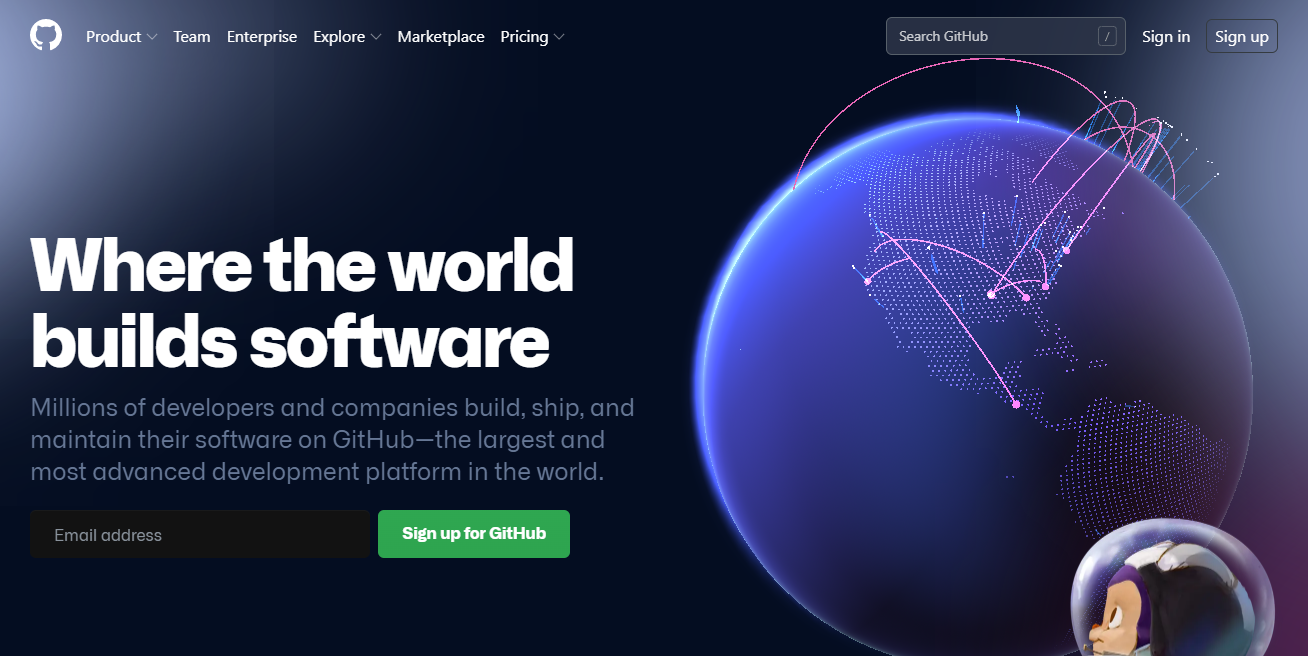 Product Team Enterprise Explore Marketplace Pricing Search GitHub / Sign in Sign up
Where the world
builds software
Millions of developers and companies build, ship, and
maintain their software on GitHub—the largest and
most advanced development platform in the world.
Email address Sign up for GitHub